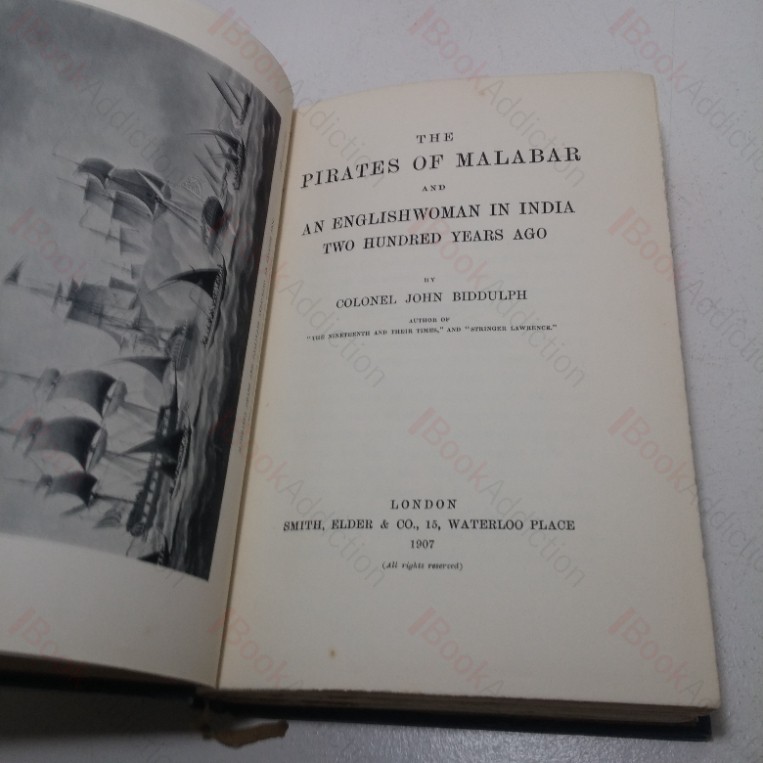 THE
PIRATES OF MALABAR
AND
AN ENGLISHWOMAN IN INDIA
TWO HUNDRED YEARS AGO
BY
COLONEL JOHN BIDDULPH
AUTHOR OF
"THE NINETEENTH AND THEIR TIMES," AND "STRINGER LAWRENCE."
LONDON
SMITH, ELDER & CO., 15, WATERLOO PLACE
1907
(All rights reserved)
BookAddiction